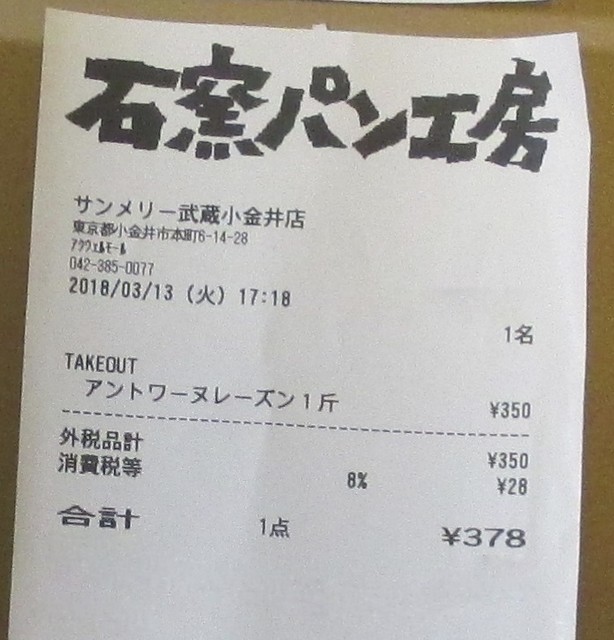 石窯パン工房
サンメリー武蔵小金井店
東京都小金井市本町6-14-28
ｱｸｳｪﾙﾓｰﾙ
042-385-0077
2018/03/13 (火) 17:18
1名
TAKEOUT
アントワーヌレーズン1斤 ¥350
外税品計 ¥350
消費税等 8% ¥28
合計 1点 ¥378